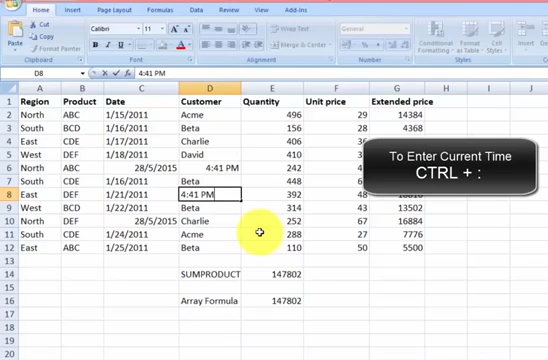 Home Insert Page Layout Formulas Data Review View Add-Ins
Cut
Copy
Paste
Format Painter
Clipboard
Calibri 11
B I U
Font
Wrap Text
Merge & Center
Alignment
General
Number
Conditional Formatting
Format as Table
Cell Styles
Styles
Insert
D8 4:41 PM
A B C D E F G H I J
1 Region Product Date Customer Quantity Unit price Extended price
2 North ABC 1/15/2011 Acme 496 29 14384
3 South BCD 1/16/2011 Beta 156 28 4368
4 East CDE 1/17/2011 Charlie 406
5 West DEF 1/18/2011 David 410
6 North ABC 28/5/2015 4:41 PM 242
7 South CDE 1/16/2011 Beta 448
8 East DEF 1/21/2011 4:41 PM 392 48
9 West BCD 1/22/2011 Beta 314 43 13502
10 North DEF 28/5/2015 Charlie 252 67 16884
11 South CDE 1/24/2011 Acme 288 27 7776
12 East ABC 1/25/2011 Beta 110 50 5500
13
14 SUMPRODUCT 147802
15
16 Array Formula 147802
17
18
19
20
To Enter Current Time
CTRL + :